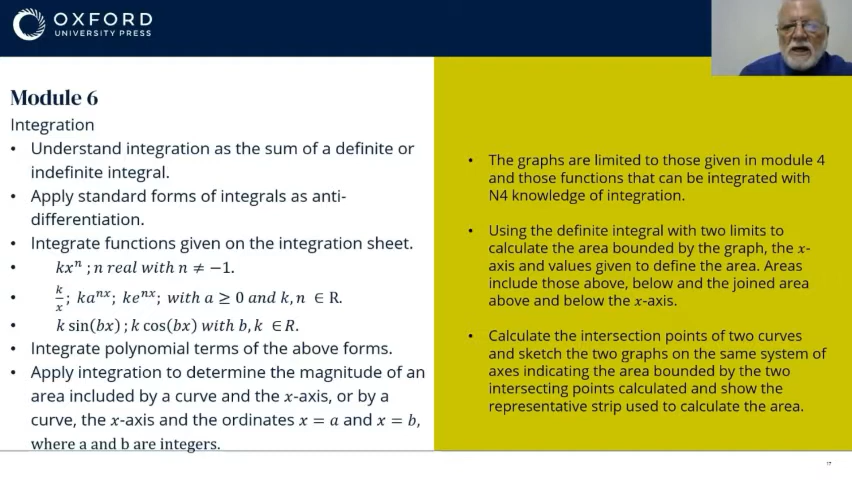 OXFORD
UNIVERSITY PRESS
Module 6
Integration
• Understand integration as the sum of a definite or
indefinite integral.
• Apply standard forms of integrals as anti-
differentiation.
• Integrate functions given on the integration sheet.
• kxⁿ ; n real with n ≠ −1.
• k/x; kaⁿˣ; keⁿˣ; with a ≥ 0 and k, n ∈ R.
• k sin(bx) ; k cos(bx) with b, k ∈ R.
• Integrate polynomial terms of the above forms.
• Apply integration to determine the magnitude of an
area included by a curve and the x-axis, or by a
curve, the x-axis and the ordinates x = a and x = b,
where a and b are integers.
• The graphs are limited to those given in module 4
and those functions that can be integrated with
N4 knowledge of integration.
• Using the definite integral with two limits to
calculate the area bounded by the graph, the x-
axis and values given to define the area. Areas
include those above, below and the joined area
above and below the x-axis.
• Calculate the intersection points of two curves
and sketch the two graphs on the same system of
axes indicating the area bounded by the two
intersecting points calculated and show the
representative strip used to calculate the area.
17